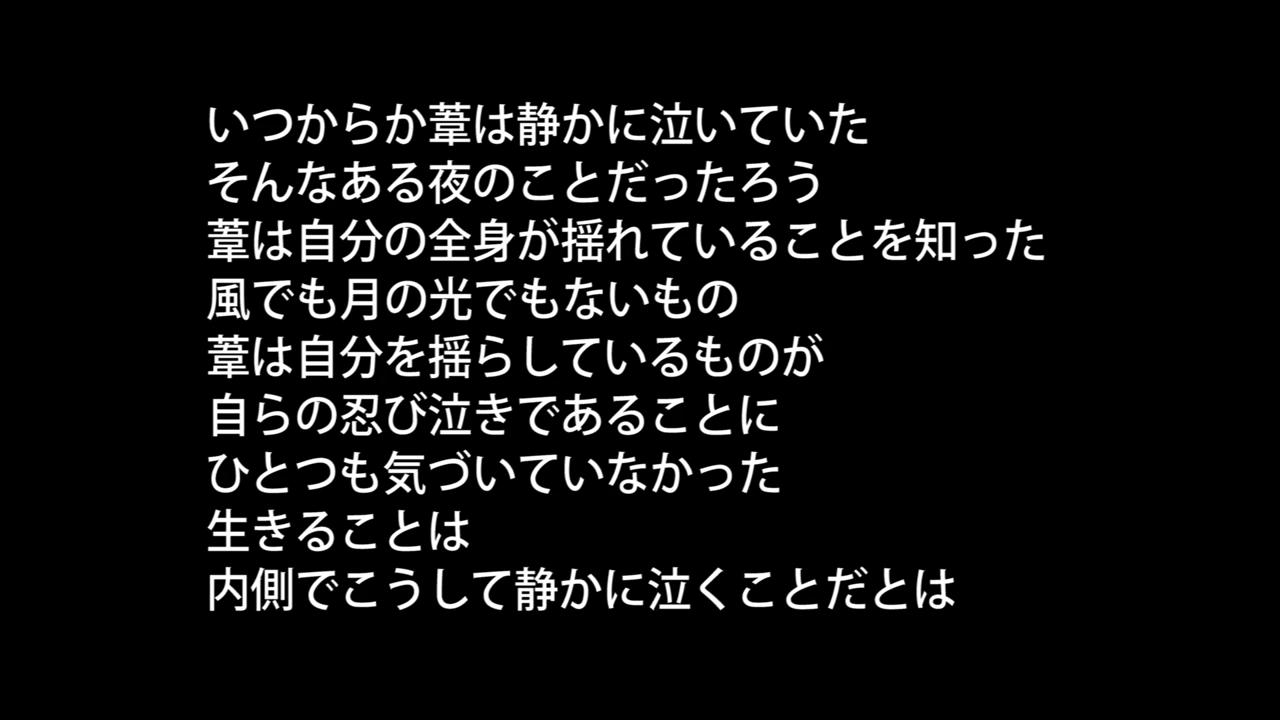 いつからか葦は静かに泣いていた
そんなある夜のことだったろう
葦は自分の全身が揺れていることを知った
風でも月の光でもないもの
葦は自分を揺らしているものが
自らの忍び泣きであることに
ひとつも気づいていなかった
生きることは
内側でこうして静かに泣くことだとは